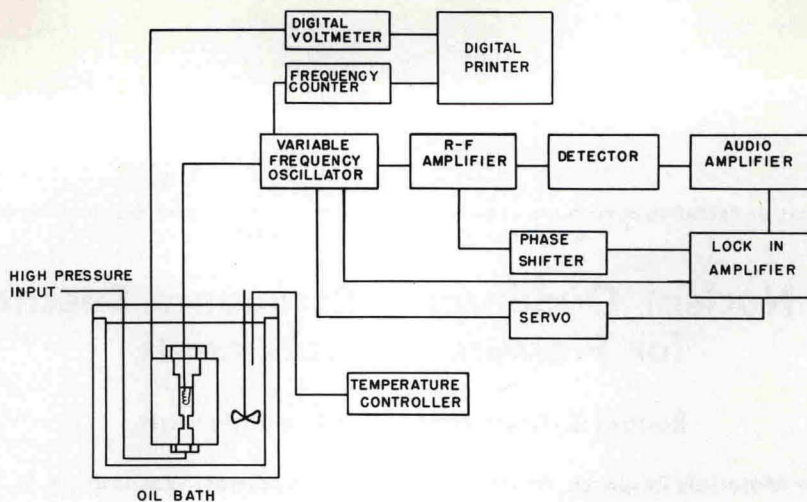 DIGITAL
VOLTMETER
DIGITAL
PRINTER
FREQUENCY
COUNTER
VARIABLE
FREQUENCY
OSCILLATOR
R-F
AMPLIFIER
DETECTOR
AUDIO
AMPLIFIER
PHASE
SHIFTER
LOCK IN
AMPLIFIER
HIGH PRESSURE
INPUT
SERVO
TEMPERATURE
CONTROLLER
OIL BATH